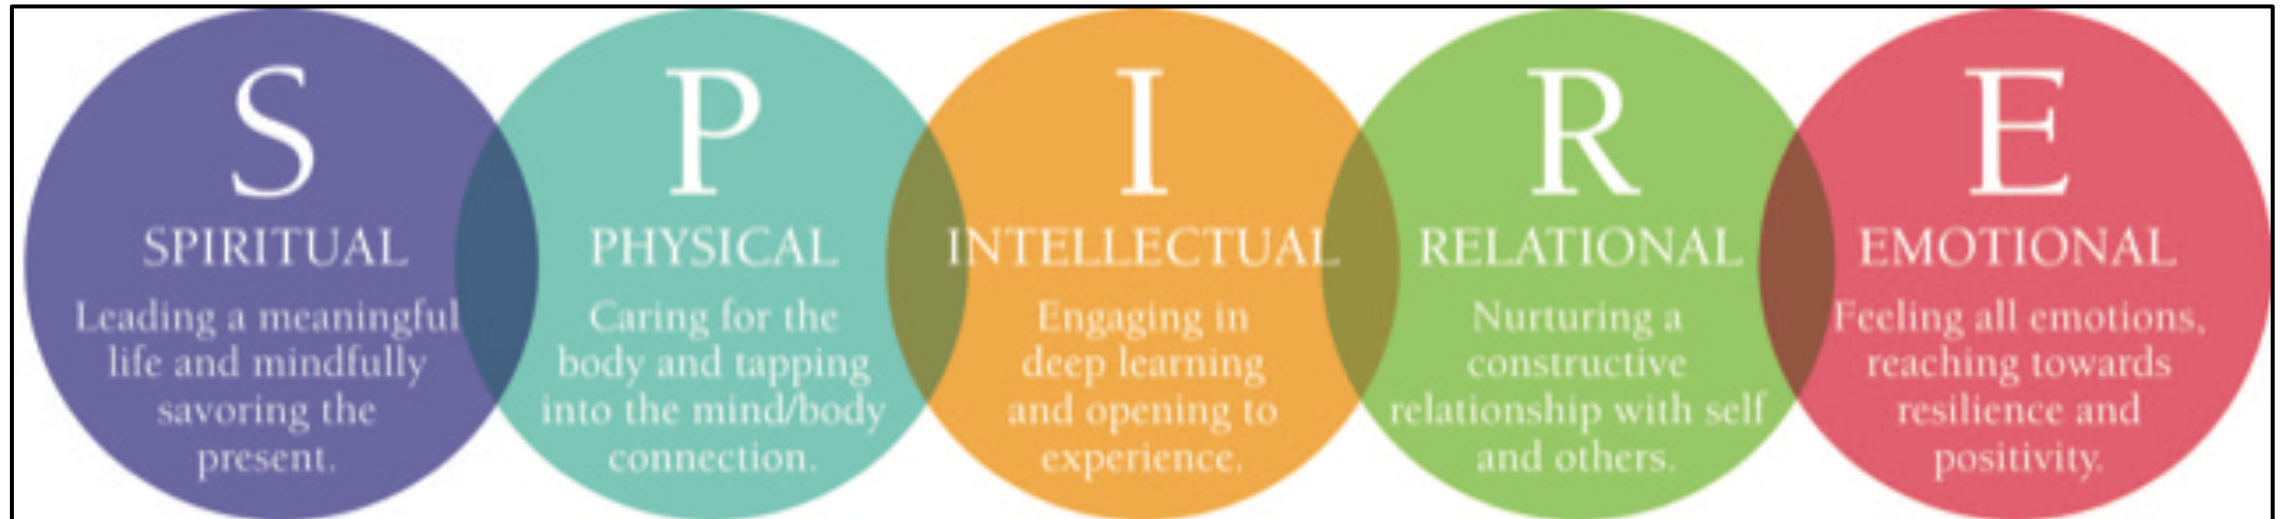 S
SPIRITUAL
Leading a meaningful
life and mindfully
savoring the
present.
P
PHYSICAL
Caring for the
body and tapping
into the mind/body
connection.
I
INTELLECTUAL
Engaging in
deep learning
and opening to
experience.
R
RELATIONAL
Nurturing a
constructive
relationship with self
and others.
E
EMOTIONAL
Feeling all emotions,
reaching towards
resilience and
positivity.